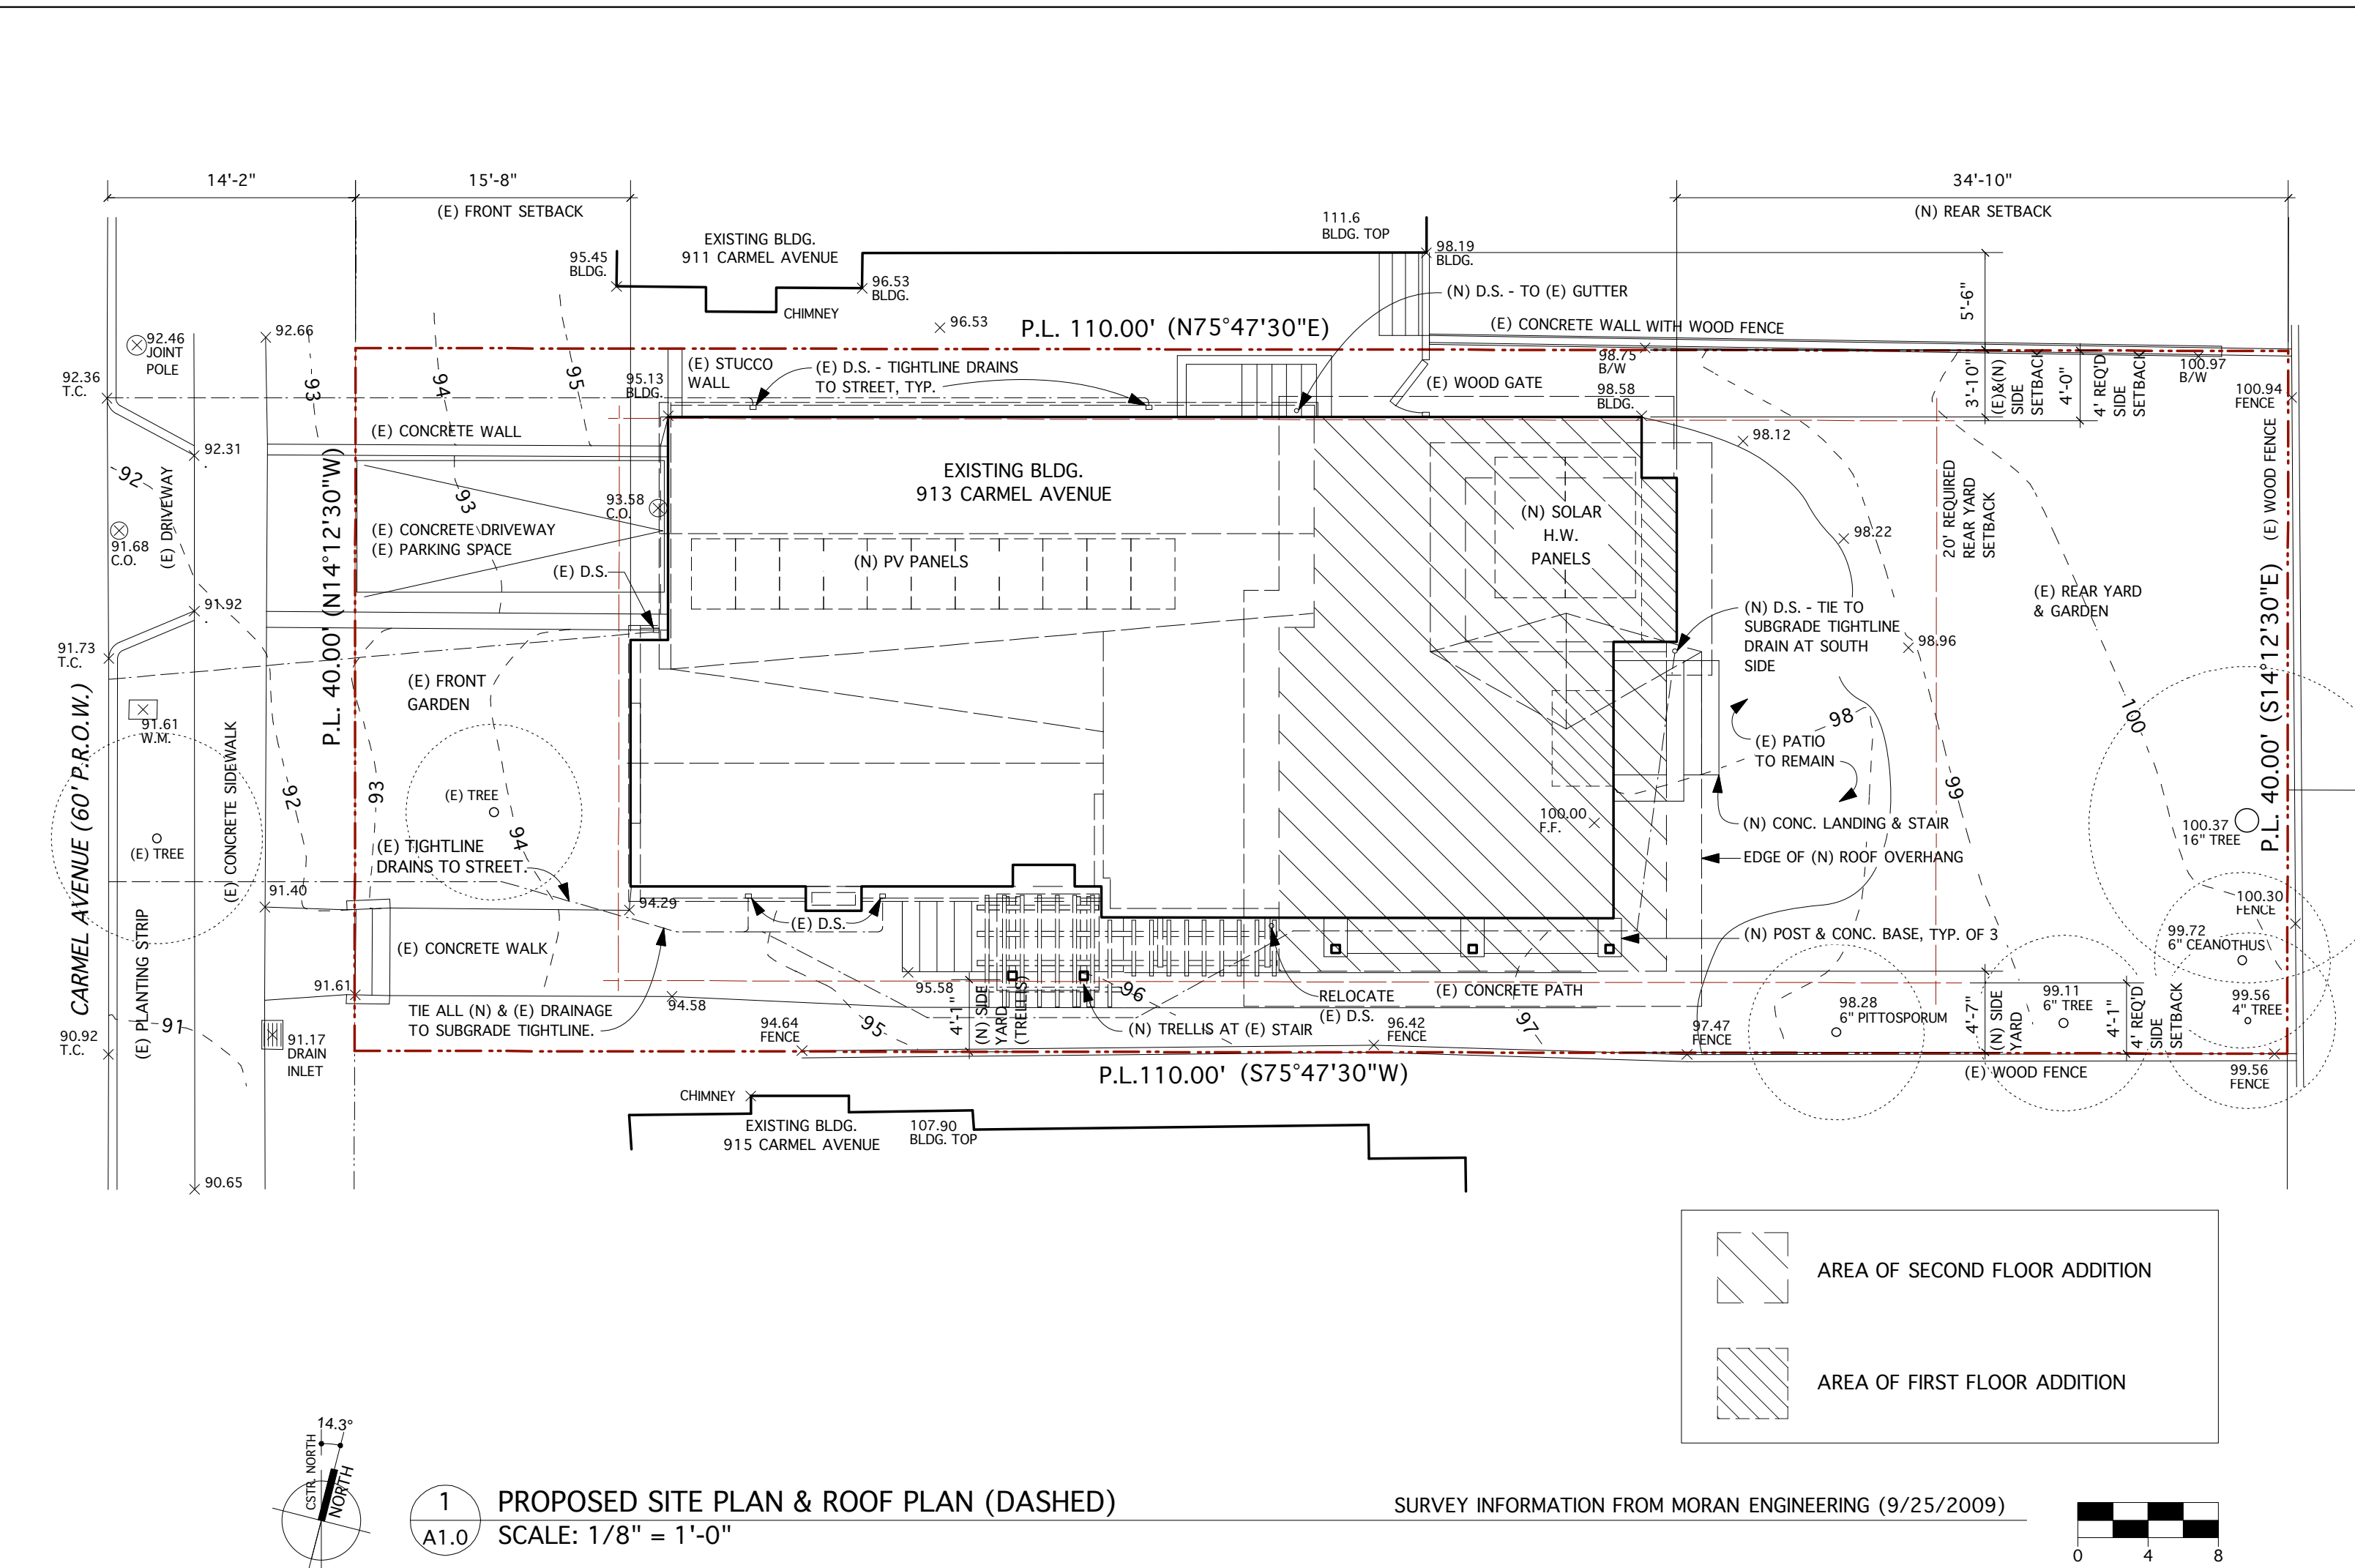 14'-2"
15'-8"
(E) FRONT SETBACK
34'-10"
(N) REAR SETBACK
111.6
BLDG. TOP
EXISTING BLDG.
911 CARMEL AVENUE
95.45
BLDG.
98.19
BLDG.
96.53
BLDG.
CHIMNEY
(N) D.S. - TO (E) GUTTER
5'-6"
96.53
P.L. 110.00' (N75°47'30"E)
(E) CONCRETE WALL WITH WOOD FENCE
92.46
JOINT
POLE
92.66
92.36
T.C.
93
94
95
95.13
BLDG.
(E) STUCCO
WALL
(E) D.S. - TIGHTLINE DRAINS
TO STREET, TYP.
(E) WOOD GATE
98.75
B/W
98.58
BLDG.
3'-10"
(E)&(N)
SIDE
SETBACK
4'-0"
4' REQ'D
SIDE
SETBACK
100.97
B/W
100.94
FENCE
(E) CONCRETE WALL
92.31
98.12
92
(E) DRIVEWAY
P.L. 40.00' (N14°12'30"W)
93
93.58
C.O.
EXISTING BLDG.
913 CARMEL AVENUE
(N) SOLAR
H.W.
PANELS
98.22
20' REQUIRED
REAR YARD
SETBACK
(E) WOOD FENCE
91.68
C.O.
(E) CONCRETE DRIVEWAY
(E) PARKING SPACE
(E) D.S.
(N) PV PANELS
91.92
(N) D.S. - TIE TO
SUBGRADE TIGHTLINE
DRAIN AT SOUTH
SIDE
98.96
(E) REAR YARD
& GARDEN
91.73
T.C.
91.61
W.M.
CARMEL AVENUE (60' P.R.O.W.)
(E) CONCRETE SIDEWALK
(E) FRONT
GARDEN
92
93
(E) TREE
94
98
(E) PATIO
TO REMAIN
99
100
P.L. 40.00' (S14°12'30"E)
(E) TREE
(E) TIGHTLINE
DRAINS TO STREET.
100.00
F.F.
(N) CONC. LANDING & STAIR
EDGE OF (N) ROOF OVERHANG
100.37
16" TREE
91.40
94.29
(E) D.S.
100.30
FENCE
(E) PLANTING STRIP
(E) CONCRETE WALK
(N) POST & CONC. BASE, TYP. OF 3
99.72
6" CEANOTHUS
91.61
94.58
95.58
96
RELOCATE
(E) D.S.
(E) CONCRETE PATH
98.28
6" PITTOSPORUM
99.11
6" TREE
99.56
4" TREE
TIE ALL (N) & (E) DRAINAGE
TO SUBGRADE TIGHTLINE.
91
90.92
T.C.
91.17
DRAIN
INLET
94.64
FENCE
95
4'-1"
(N) SIDE
YARD
(TRELLIS)
(N) TRELLIS AT (E) STAIR
96.42
FENCE
97
97.47
FENCE
4'-7"
(N) SIDE
YARD
4'-1"
4' REQ'D
SIDE
SETBACK
P.L.110.00' (S75°47'30"W)
(E) WOOD FENCE
99.56
FENCE
CHIMNEY
EXISTING BLDG.
915 CARMEL AVENUE
107.90
BLDG. TOP
90.65
AREA OF SECOND FLOOR ADDITION
AREA OF FIRST FLOOR ADDITION
14.3°
CSTR. NORTH
NORTH
1
A1.0
PROPOSED SITE PLAN & ROOF PLAN (DASHED)
SCALE: 1/8" = 1'-0"
SURVEY INFORMATION FROM MORAN ENGINEERING (9/25/2009)
0 4 8